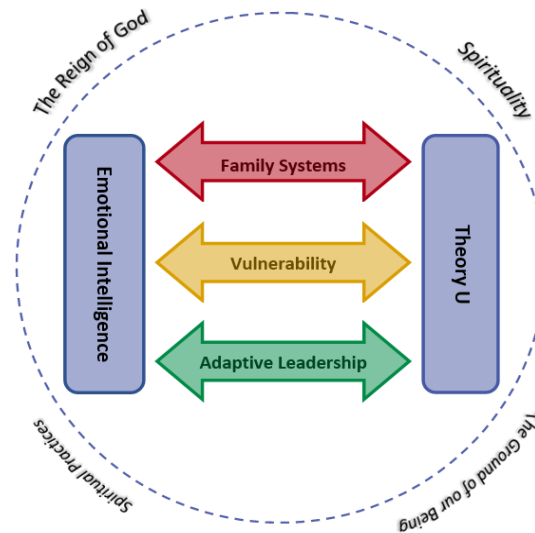 The Reign of God
Spirituality
Emotional Intelligence
Family Systems
Vulnerability
Adaptive Leadership
Theory U
Spiritual Practices
The Ground of our Being